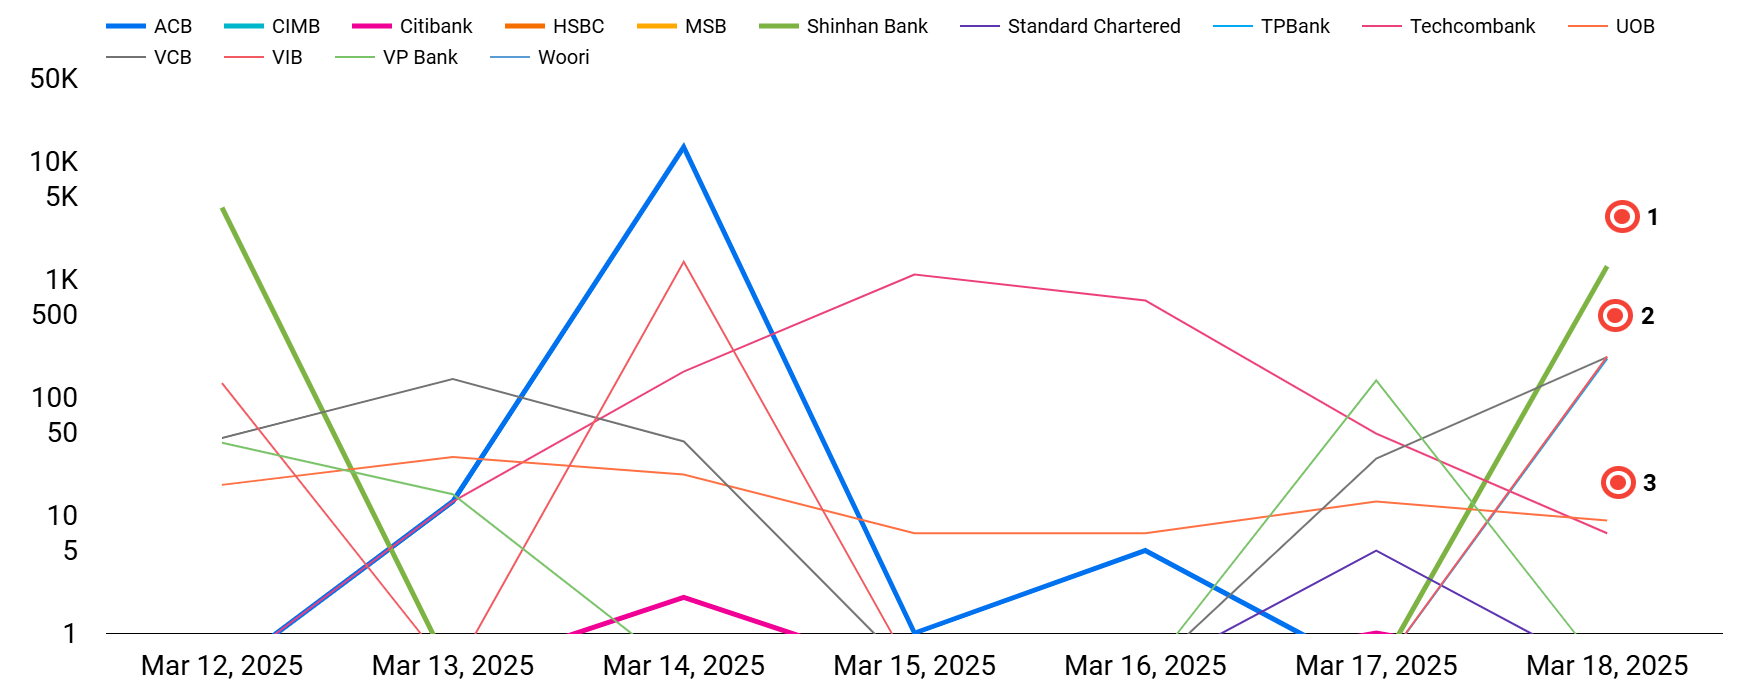 ACB CIMB Citibank HSBC MSB Shinhan Bank Standard Chartered TPBank Techcombank UOB
VCB VIB VP Bank Woori
50K
10K
5K
1K
500
100
50
10
5
1
1
2
3
Mar 12, 2025 Mar 13, 2025 Mar 14, 2025 Mar 15, 2025 Mar 16, 2025 Mar 17, 2025 Mar 18, 2025